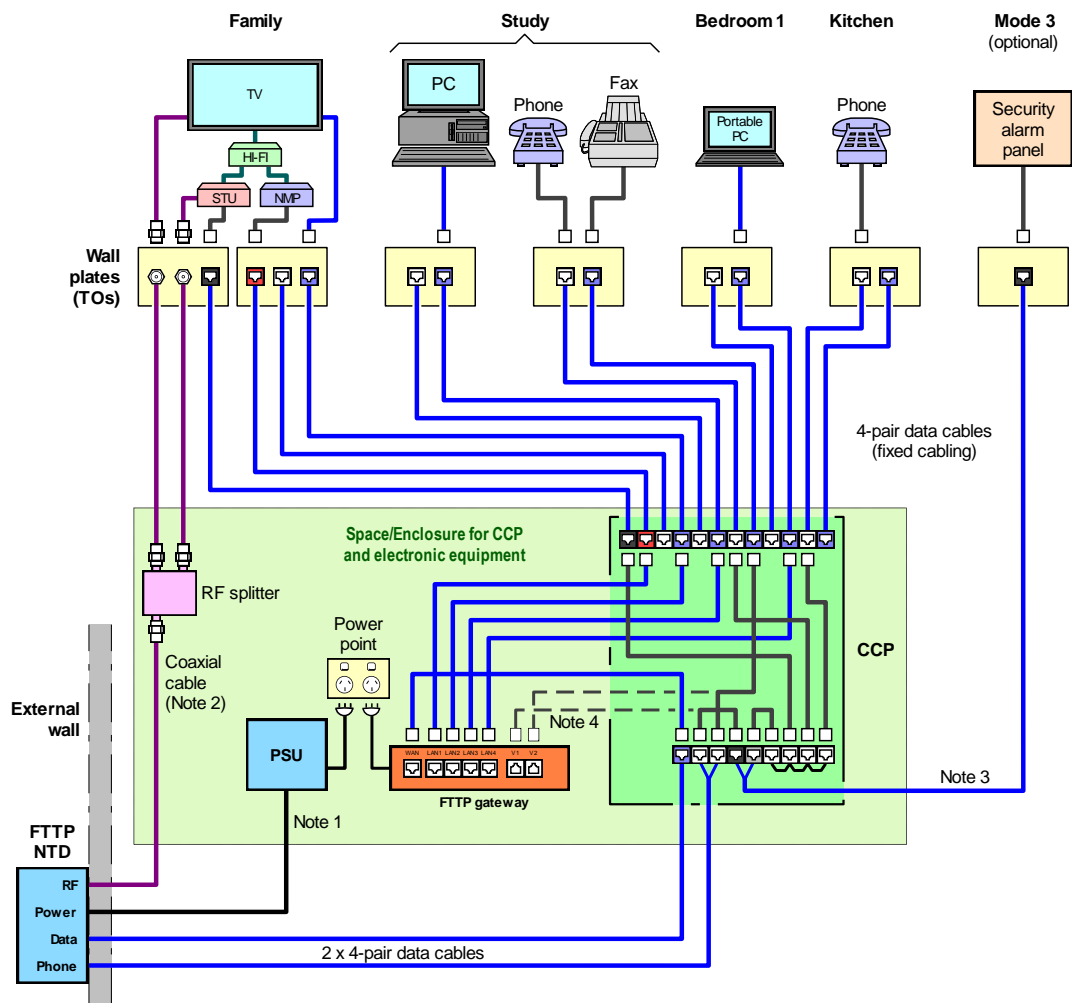 Family
Study
Bedroom 1
Kitchen
Mode 3
(optional)
TV
PC
Phone
Fax
Portable
PC
Phone
Security
alarm
panel
HI-FI
STU
NMP
Wall
plates
(TOs)
4-pair data cables
(fixed cabling)
Space/Enclosure for CCP
and electronic equipment
RF splitter
Power
point
CCP
Coaxial
cable
(Note 2)
External
wall
Note 4
PSU
WAN LAN1 LAN2 LAN3 LAN4 V1 V2
FTTP gateway
Note 3
Note 1
FTTP
NTD
RF
Power
Data
Phone
2 x 4-pair data cables